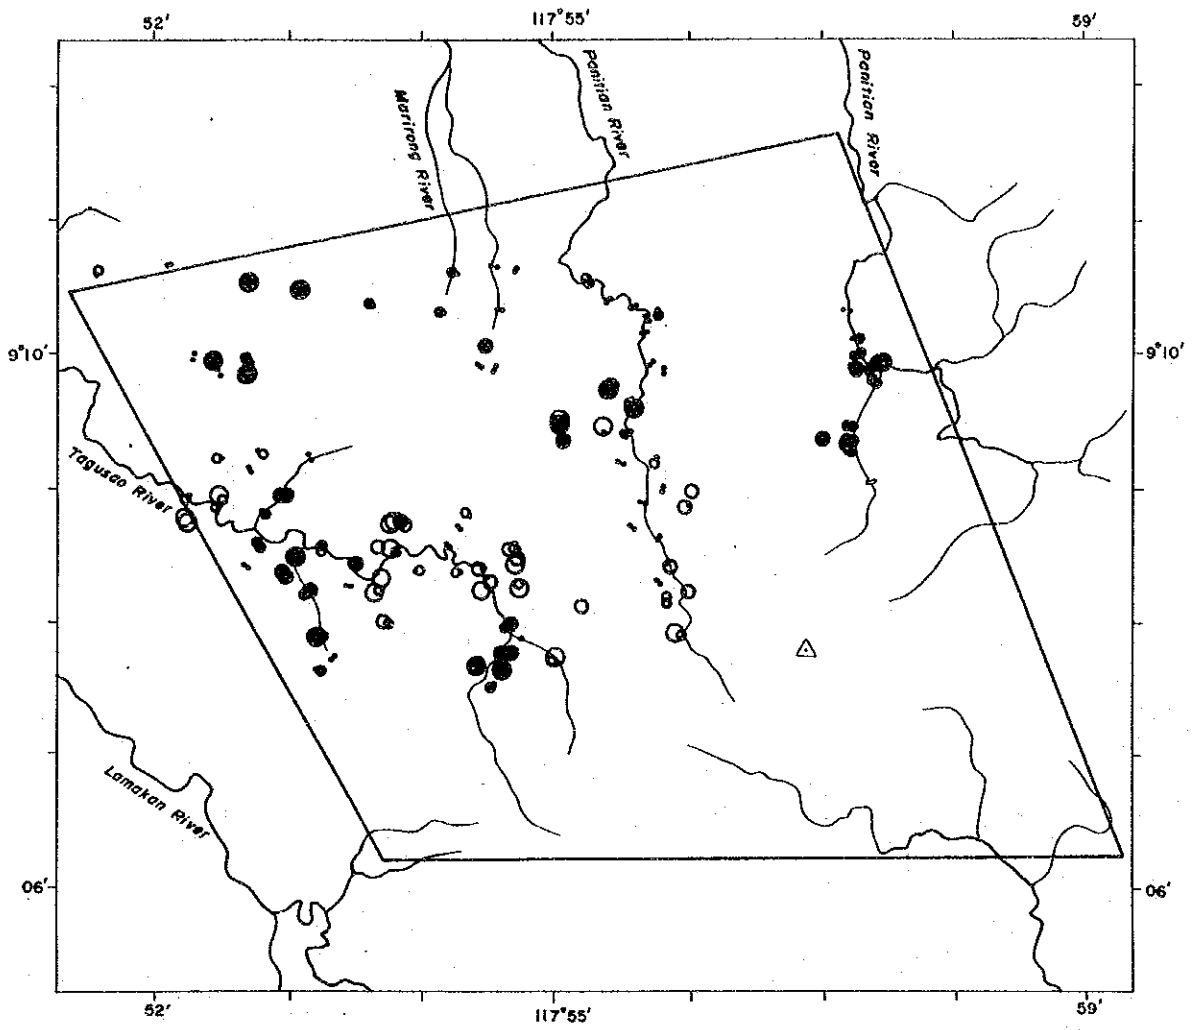 52'
117°55'
59'
Marirong River
Panitian River
Panitian River
9°10'
9°10'
Tagusao River
Lamakan River
06'
06'
52'
117°55'
59'